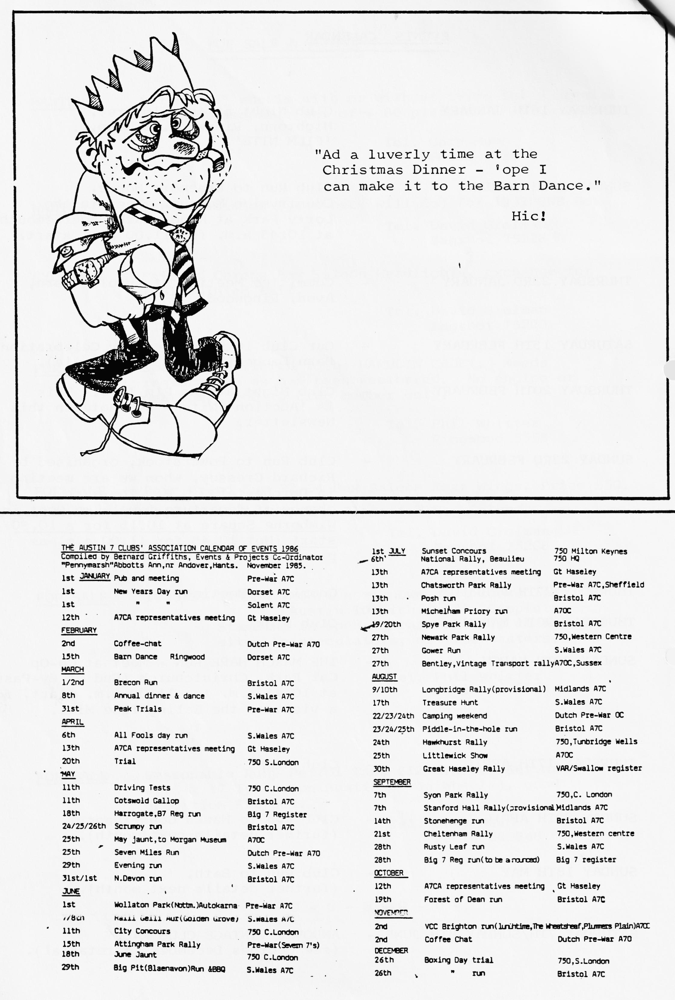 "Ad a luverly time at the
Christmas Dinner - 'ope I
can make it to the Barn Dance."
Hic!
THE AUSTIN 7 CLUBS' ASSOCIATION CALENDAR OF EVENTS 1986
Compiled by Bernard Griffiths, Events & Projects Co-Ordinator
"Pennymarsh"Abbotts Ann,nr Andover,Hants. November 1985.
1st JANUARY Pub and meeting Pre-War A7C
1st New Years Day run Dorset A7C
1st " " Solent A7C
12th A7CA representatives meeting Gt Haseley
FEBRUARY
2nd Coffee-chat Dutch Pre-War A70
15th Barn Dance Ringwood Dorset A7C
MARCH
1/2nd Brecon Run Bristol A7C
8th Annual dinner & dance S.Wales A7C
31st Peak Trials Pre-War A7C
APRIL
6th All Fools day run S.Wales A7C
13th A7CA representatives meeting Gt Haseley
20th Trial 750 S.London
MAY
11th Driving Tests 750 C.London
11th Cotswold Gallop Bristol A7C
18th Harrogate,B7 Reg run Big 7 Register
24/25/26th Scrumpy run Bristol A7C
25th May jaunt,to Morgan Museum A7OC
25th Seven Miles Run Dutch Pre-War A70
29th Evening run S.Wales A7C
31st/1st N.Devon run Bristol A7C
JUNE
1st Wollaton Park(Nottm.)Autokarna Pre-War A7C
7/8th Gelli Aur(Golden Grove) S.Wales A7C
11th City Concours 750 C.London
15th Attingham Park Rally Pre-War(Severn 7's)
18th June Jaunt 750 C.London
29th Big Pit(Blaenavon)Run &BBQ S.Wales A7C
1st JULY Sunset Concours 750 Milton Keynes
6th National Rally, Beaulieu 750 HQ
13th A7CA representatives meeting Gt Haseley
13th Chatsworth Park Rally Pre-War A7C,Sheffield
13th Posh run Bristol A7C
13th Michelham Priory run A7OC
19/20th Spye Park Rally Bristol A7C
27th Newark Park Rally 750,Western Centre
27th Gower Run S.Wales A7C
27th Bentley,Vintage Transport rallyA7OC,Sussex
AUGUST
9/10th Longbridge Rally(provisional) Midlands A7C
17th Treasure Hunt S.Wales A7C
22/23/24th Camping weekend Dutch Pre-War OC
23/24/25th Piddle-in-the-hole run Bristol A7C
24th Hawkhurst Rally 750,Tunbridge Wells
25th Littlewick Show A7OC
30th Great Haseley Rally VAR/Swallow register
SEPTEMBER
7th Syon Park Rally 750,C. London
7th Stanford Hall Rally(provisional Midlands A7C
14th Stonehenge run Bristol A7C
21st Cheltenham Rally 750,Western centre
28th Rusty Leaf run S.Wales A7C
28th Big 7 Reg run(to be anounced) Big 7 register
OCTOBER
12th A7CA representatives meeting Gt Haseley
19th Forest of Dean run Bristol A7C
NOVEMBER
2nd VCC Brighton run(lunchtime,The Wheatsheaf,Plummers Plain)A7OC
2nd Coffee Chat Dutch Pre-War A70
DECEMBER
26th Boxing Day trial 750,S.London
26th " run Bristol A7C